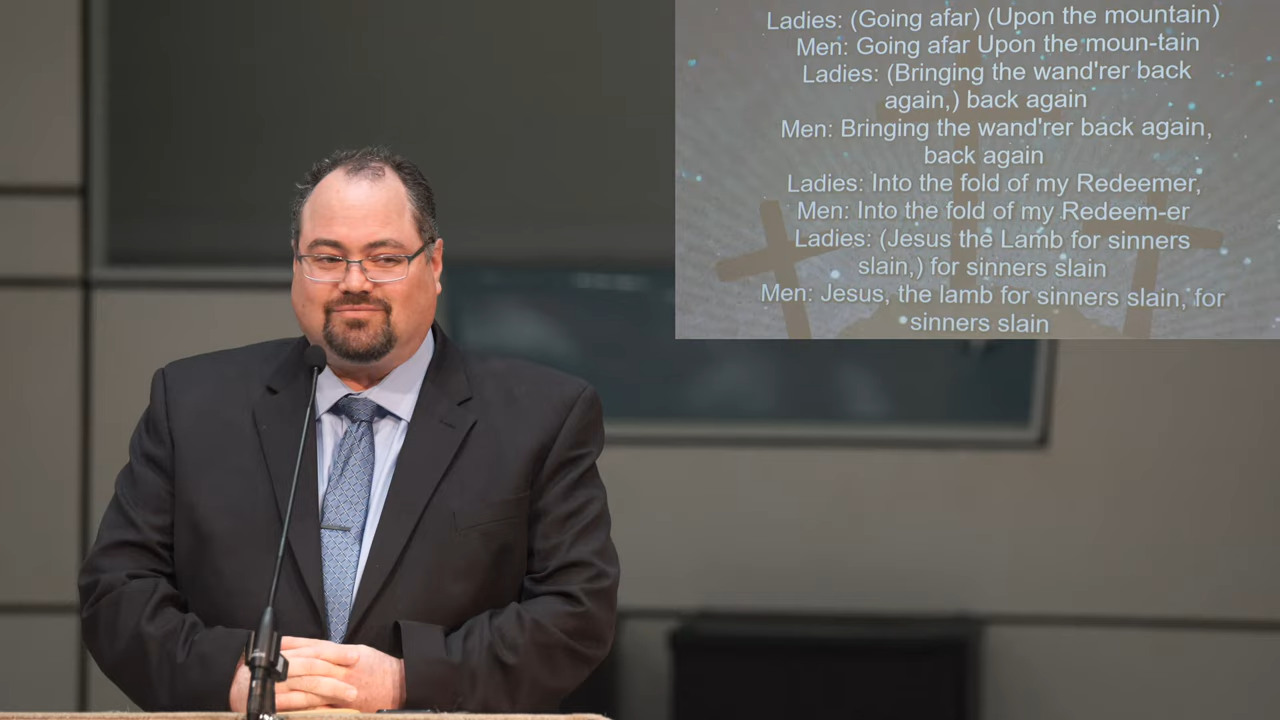 Ladies: (Going afar) (Upon the mountain)
Men: Going afar Upon the moun-tain
Ladies: (Bringing the wand'rer back
again,) back again
Men: Bringing the wand'rer back again,
back again
Ladies: Into the fold of my Redeemer,
Men: Into the fold of my Redeem-er
Ladies: (Jesus the Lamb for sinners
slain,) for sinners slain
Men: Jesus, the lamb for sinners slain, for
sinners slain